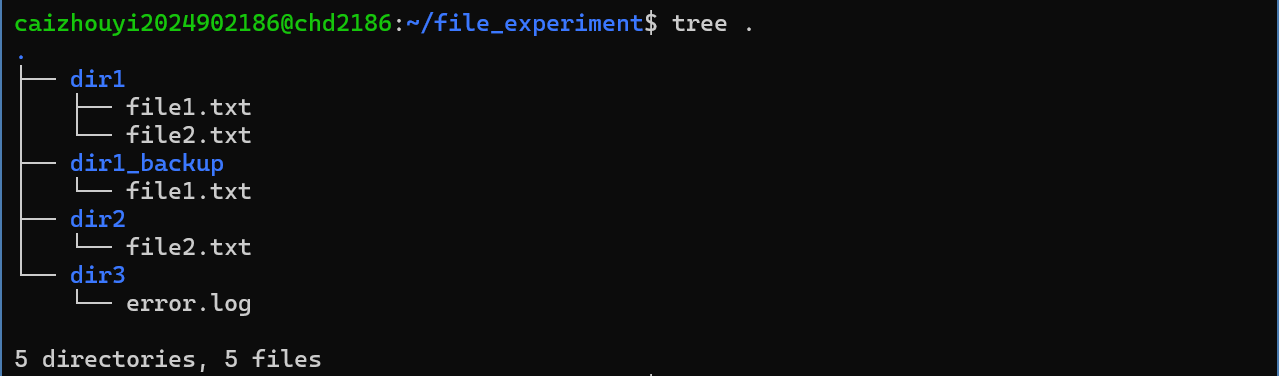 caizhouyi2024902186@chd2186:~/file_experiment$ tree .
.
├── dir1
│   ├── file1.txt
│   └── file2.txt
├── dir1_backup
│   └── file1.txt
├── dir2
│   └── file2.txt
└── dir3
    └── error.log

5 directories, 5 files